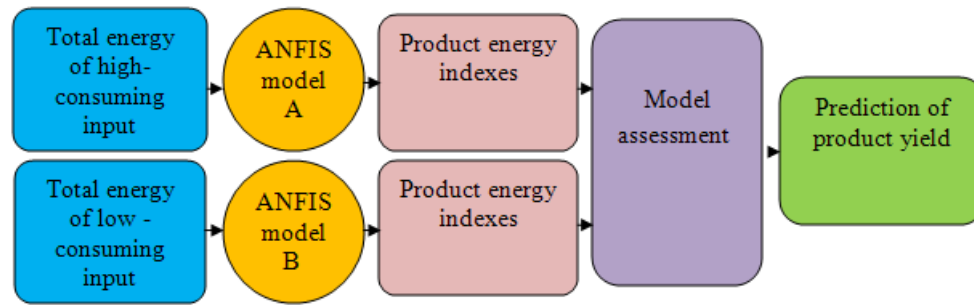 Total energy
of high-
consuming
input
ANFIS
model
A
Product energy
indexes
Model
assessment
Prediction of
product yield
Total energy
of low -
consuming
input
ANFIS
model
B
Product energy
indexes